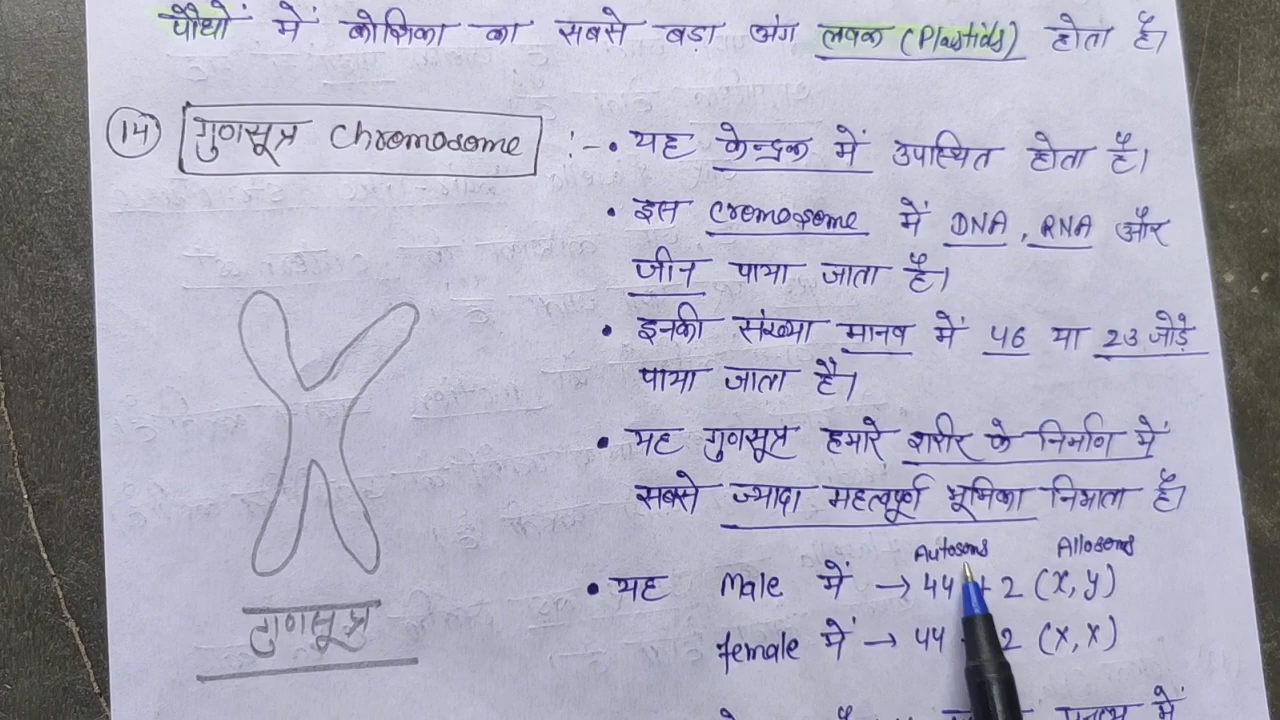 पौधों में कोशिका का सबसे बड़ा अंग लवक (Plastids) होता है।
(14) गुणसूत्र Chromosome :- • यह केन्द्रक में उपस्थित होता है।
• इस cromosome में DNA, RNA और
जीन पाया जाता है।
• इनकी संख्या मानव में 46 या 23 जोड़े
पाया जाता है।
• यह गुणसूत्र हमारे शरीर के निर्माण में
सबसे ज्यादा महत्वपूर्ण भूमिका निभाता है।
Autosoms Allosoms
• यह male में → 44 + 2 (x, y)
female में → 44 2 (x, x)
गुणसूत्र
में